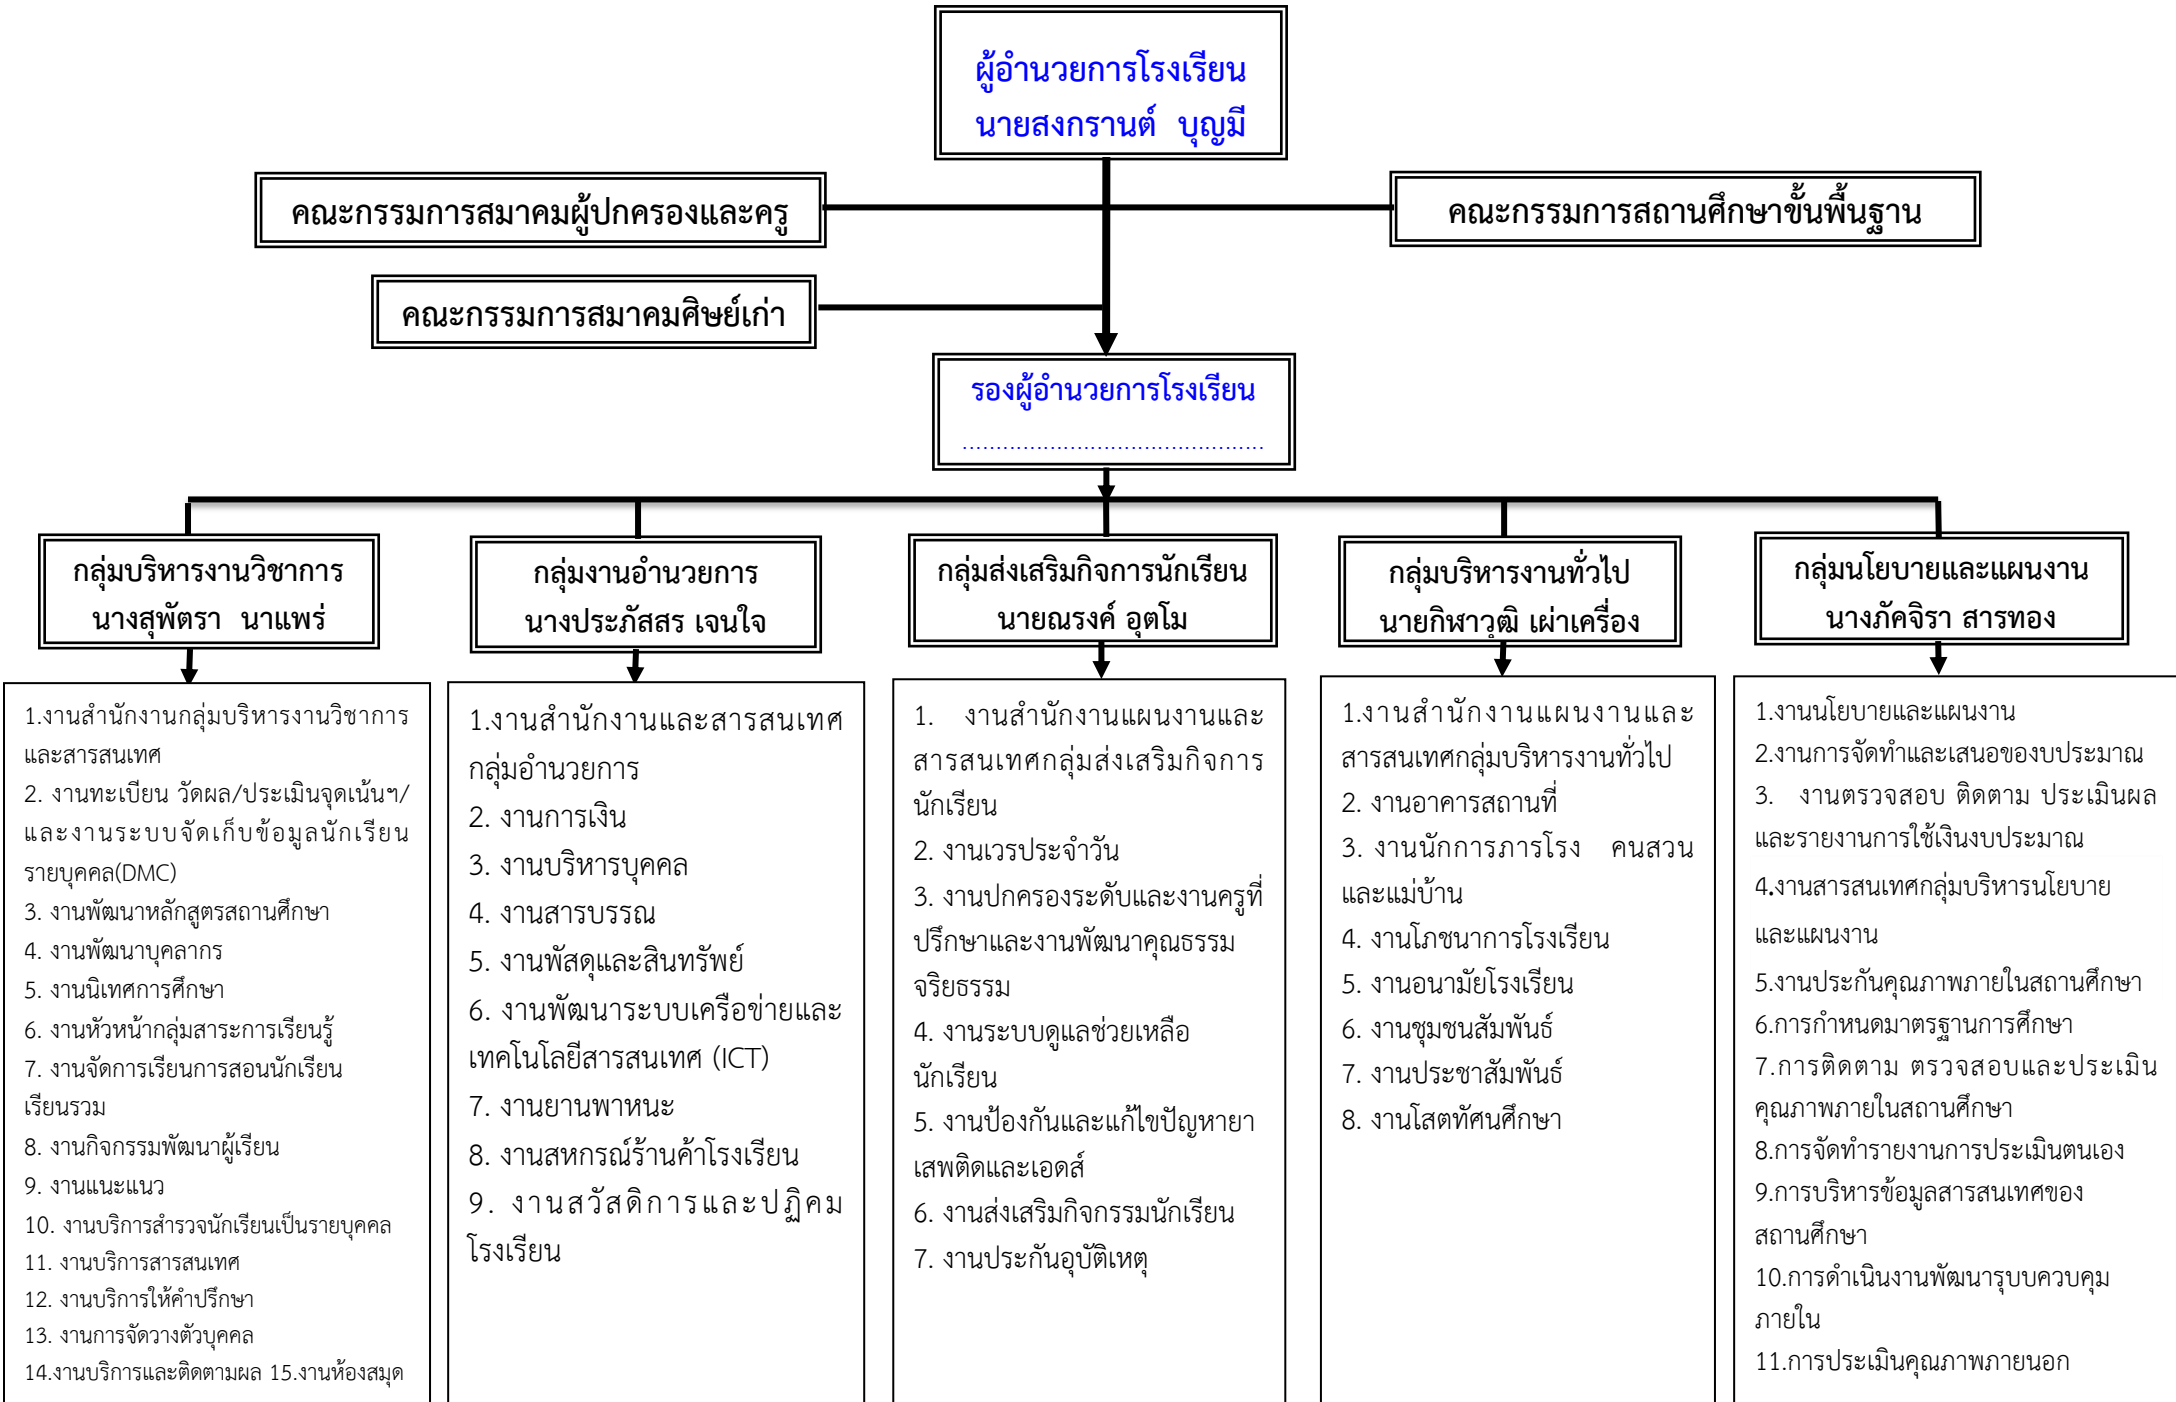 ผู้อำนวยการโรงเรียน
นายสงกรานต์ บุญมี
คณะกรรมการสมาคมผู้ปกครองและครู
คณะกรรมการสถานศึกษาขั้นพื้นฐาน
คณะกรรมการสมาคมศิษย์เก่า
รองผู้อำนวยการโรงเรียน
.............................................
กลุ่มบริหารงานวิชาการ
นางสุพัตรา นาแพร่
กลุ่มงานอำนวยการ
นางประภัสสร เจนใจ
กลุ่มส่งเสริมกิจการนักเรียน
นายณรงค์ อุตโม
กลุ่มบริหารงานทั่วไป
นายกิฬาวุฒิ เผ่าเครื่อง
กลุ่มนโยบายและแผนงาน
นางภัคจิรา สารทอง
1.งานสำนักงานกลุ่มบริหารงานวิชาการ
และสารสนเทศ
2. งานทะเบียน วัดผล/ประเมินจุดเน้นฯ/
และงานระบบจัดเก็บข้อมูลนักเรียน
รายบุคคล(DMC)
3. งานพัฒนาหลักสูตรสถานศึกษา
4. งานพัฒนาบุคลากร
5. งานนิเทศการศึกษา
6. งานหัวหน้ากลุ่มสาระการเรียนรู้
7. งานจัดการเรียนการสอนนักเรียน
เรียนรวม
8. งานกิจกรรมพัฒนาผู้เรียน
9. งานแนะแนว
10. งานบริการสำรวจนักเรียนเป็นรายบุคคล
11. งานบริการสารสนเทศ
12. งานบริการให้คำปรึกษา
13. งานการจัดวางตัวบุคคล
14.งานบริการและติดตามผล 15.งานห้องสมุด
1.งานสำนักงานและสารสนเทศ
กลุ่มอำนวยการ
2. งานการเงิน
3. งานบริหารบุคคล
4. งานสารบรรณ
5. งานพัสดุและสินทรัพย์
6. งานพัฒนาระบบเครือข่ายและ
เทคโนโลยีสารสนเทศ (ICT)
7. งานยานพาหนะ
8. งานสหกรณ์ร้านค้าโรงเรียน
9. งานสวัสดิการและปฏิคม
โรงเรียน
1. งานสำนักงานแผนงานและ
สารสนเทศกลุ่มส่งเสริมกิจการ
นักเรียน
2. งานเวรประจำวัน
3. งานปกครองระดับและงานครูที่
ปรึกษาและงานพัฒนาคุณธรรม
จริยธรรม
4. งานระบบดูแลช่วยเหลือ
นักเรียน
5. งานป้องกันและแก้ไขปัญหายา
เสพติดและเอดส์
6. งานส่งเสริมกิจกรรมนักเรียน
7. งานประกันอุบัติเหตุ
1.งานสำนักงานแผนงานและ
สารสนเทศกลุ่มบริหารงานทั่วไป
2. งานอาคารสถานที่
3. งานนักการภารโรง คนสวน
และแม่บ้าน
4. งานโภชนาการโรงเรียน
5. งานอนามัยโรงเรียน
6. งานชุมชนสัมพันธ์
7. งานประชาสัมพันธ์
8. งานโสตทัศนศึกษา
1.งานนโยบายและแผนงาน
2.งานการจัดทำและเสนอของบประมาณ
3. งานตรวจสอบ ติดตาม ประเมินผล
และรายงานการใช้เงินงบประมาณ
4.งานสารสนเทศกลุ่มบริหารนโยบาย
และแผนงาน
5.งานประกันคุณภาพภายในสถานศึกษา
6.การกำหนดมาตรฐานการศึกษา
7.การติดตาม ตรวจสอบและประเมิน
คุณภาพภายในสถานศึกษา
8.การจัดทำรายงานการประเมินตนเอง
9.การบริหารข้อมูลสารสนเทศของ
สถานศึกษา
10.การดำเนินงานพัฒนารุบบควบคุม
ภายใน
11.การประเมินคุณภาพภายนอก